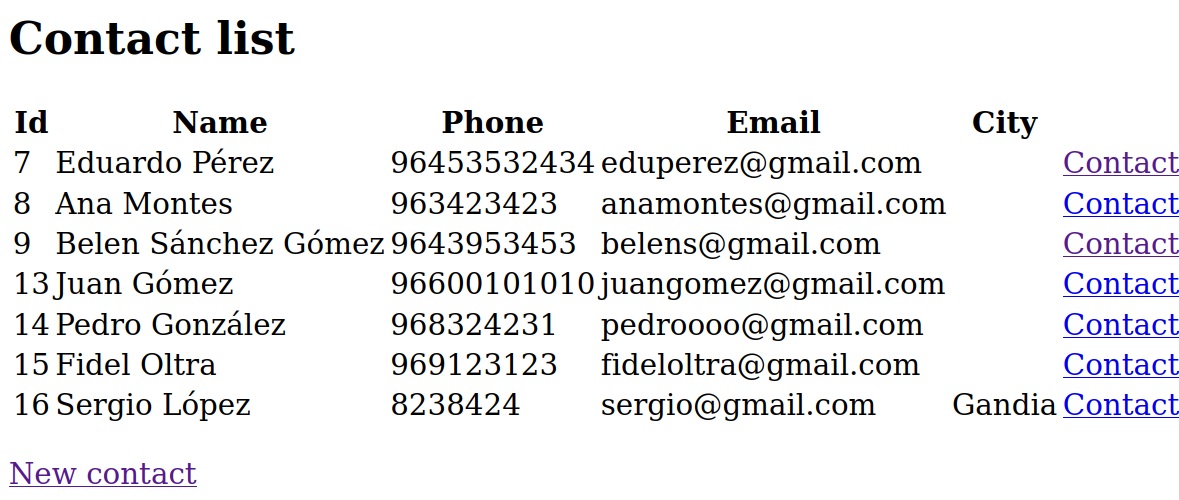 Contact list
Id Name Phone Email City
7 Eduardo Pérez 96453532434 eduperez@gmail.com Contact
8 Ana Montes 963423423 anamontes@gmail.com Contact
9 Belen Sánchez Gómez 9643953453 belens@gmail.com Contact
13 Juan Gómez 96600101010 juangomez@gmail.com Contact
14 Pedro González 968324231 pedroooo@gmail.com Contact
15 Fidel Oltra 969123123 fideloltra@gmail.com Contact
16 Sergio López 8238424 sergio@gmail.com Gandia Contact
New contact